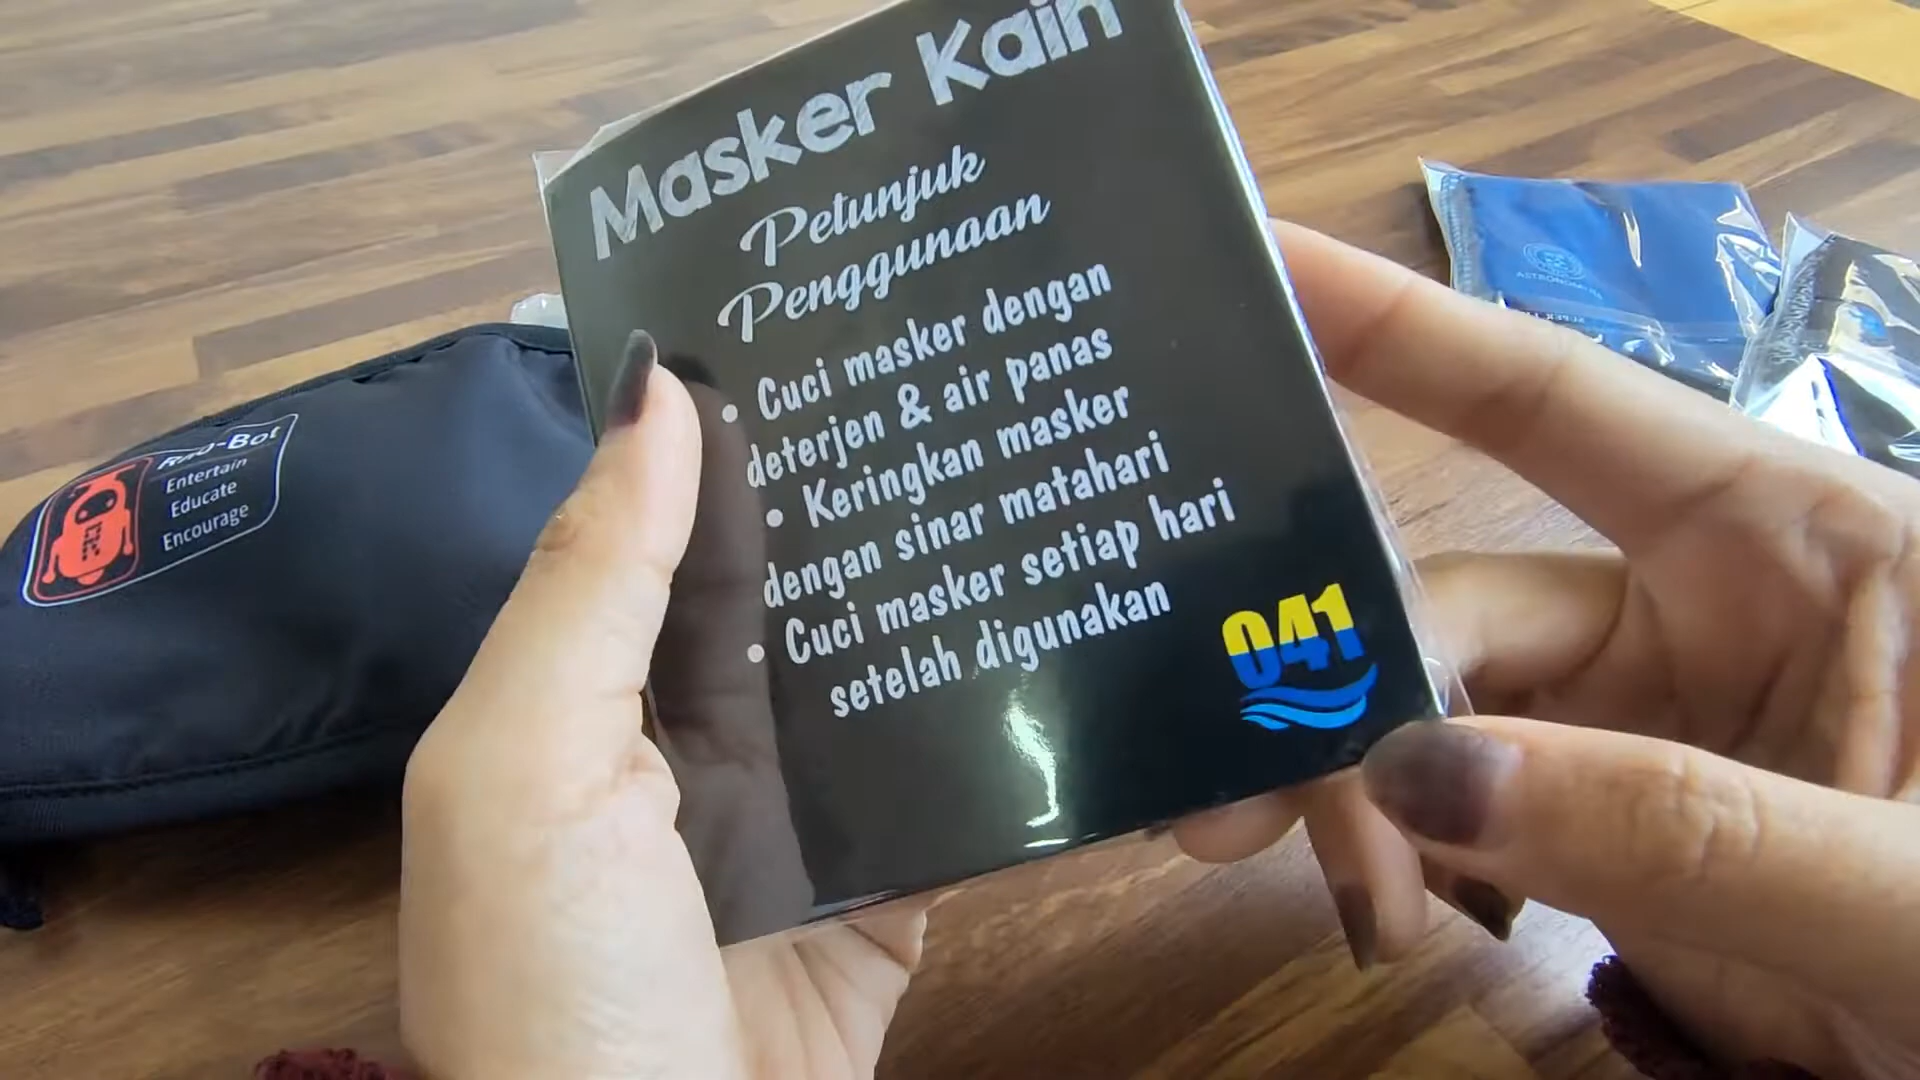 Masker Kain
Petunjuk
Penggunaan
• Cuci masker dengan
deterjen & air panas
• Keringkan masker
dengan sinar matahari
• Cuci masker setiap hari
setelah digunakan
041
Entertain
Educate
Encourage